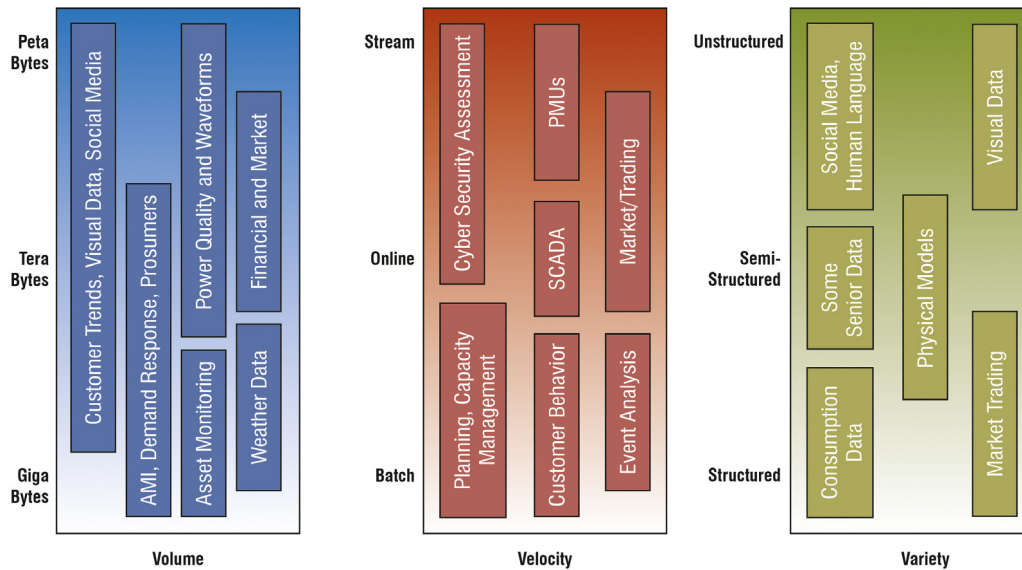 Peta
Bytes
Tera
Bytes
Giga
Bytes
Customer Trends, Visual Data, Social Media
AMI, Demand Response, Prosumers
Power Quality and Waveforms
Asset Monitoring
Financial and Market
Weather Data
Volume
Stream
Online
Batch
Cyber Security Assessment
Planning, Capacity
Management
PMUs
SCADA
Customer Behavior
Market/Trading
Event Analysis
Velocity
Unstructured
Semi-
Structured
Structured
Social Media,
Human Language
Some
Senior Data
Consumption
Data
Physical Models
Visual Data
Market Trading
Variety